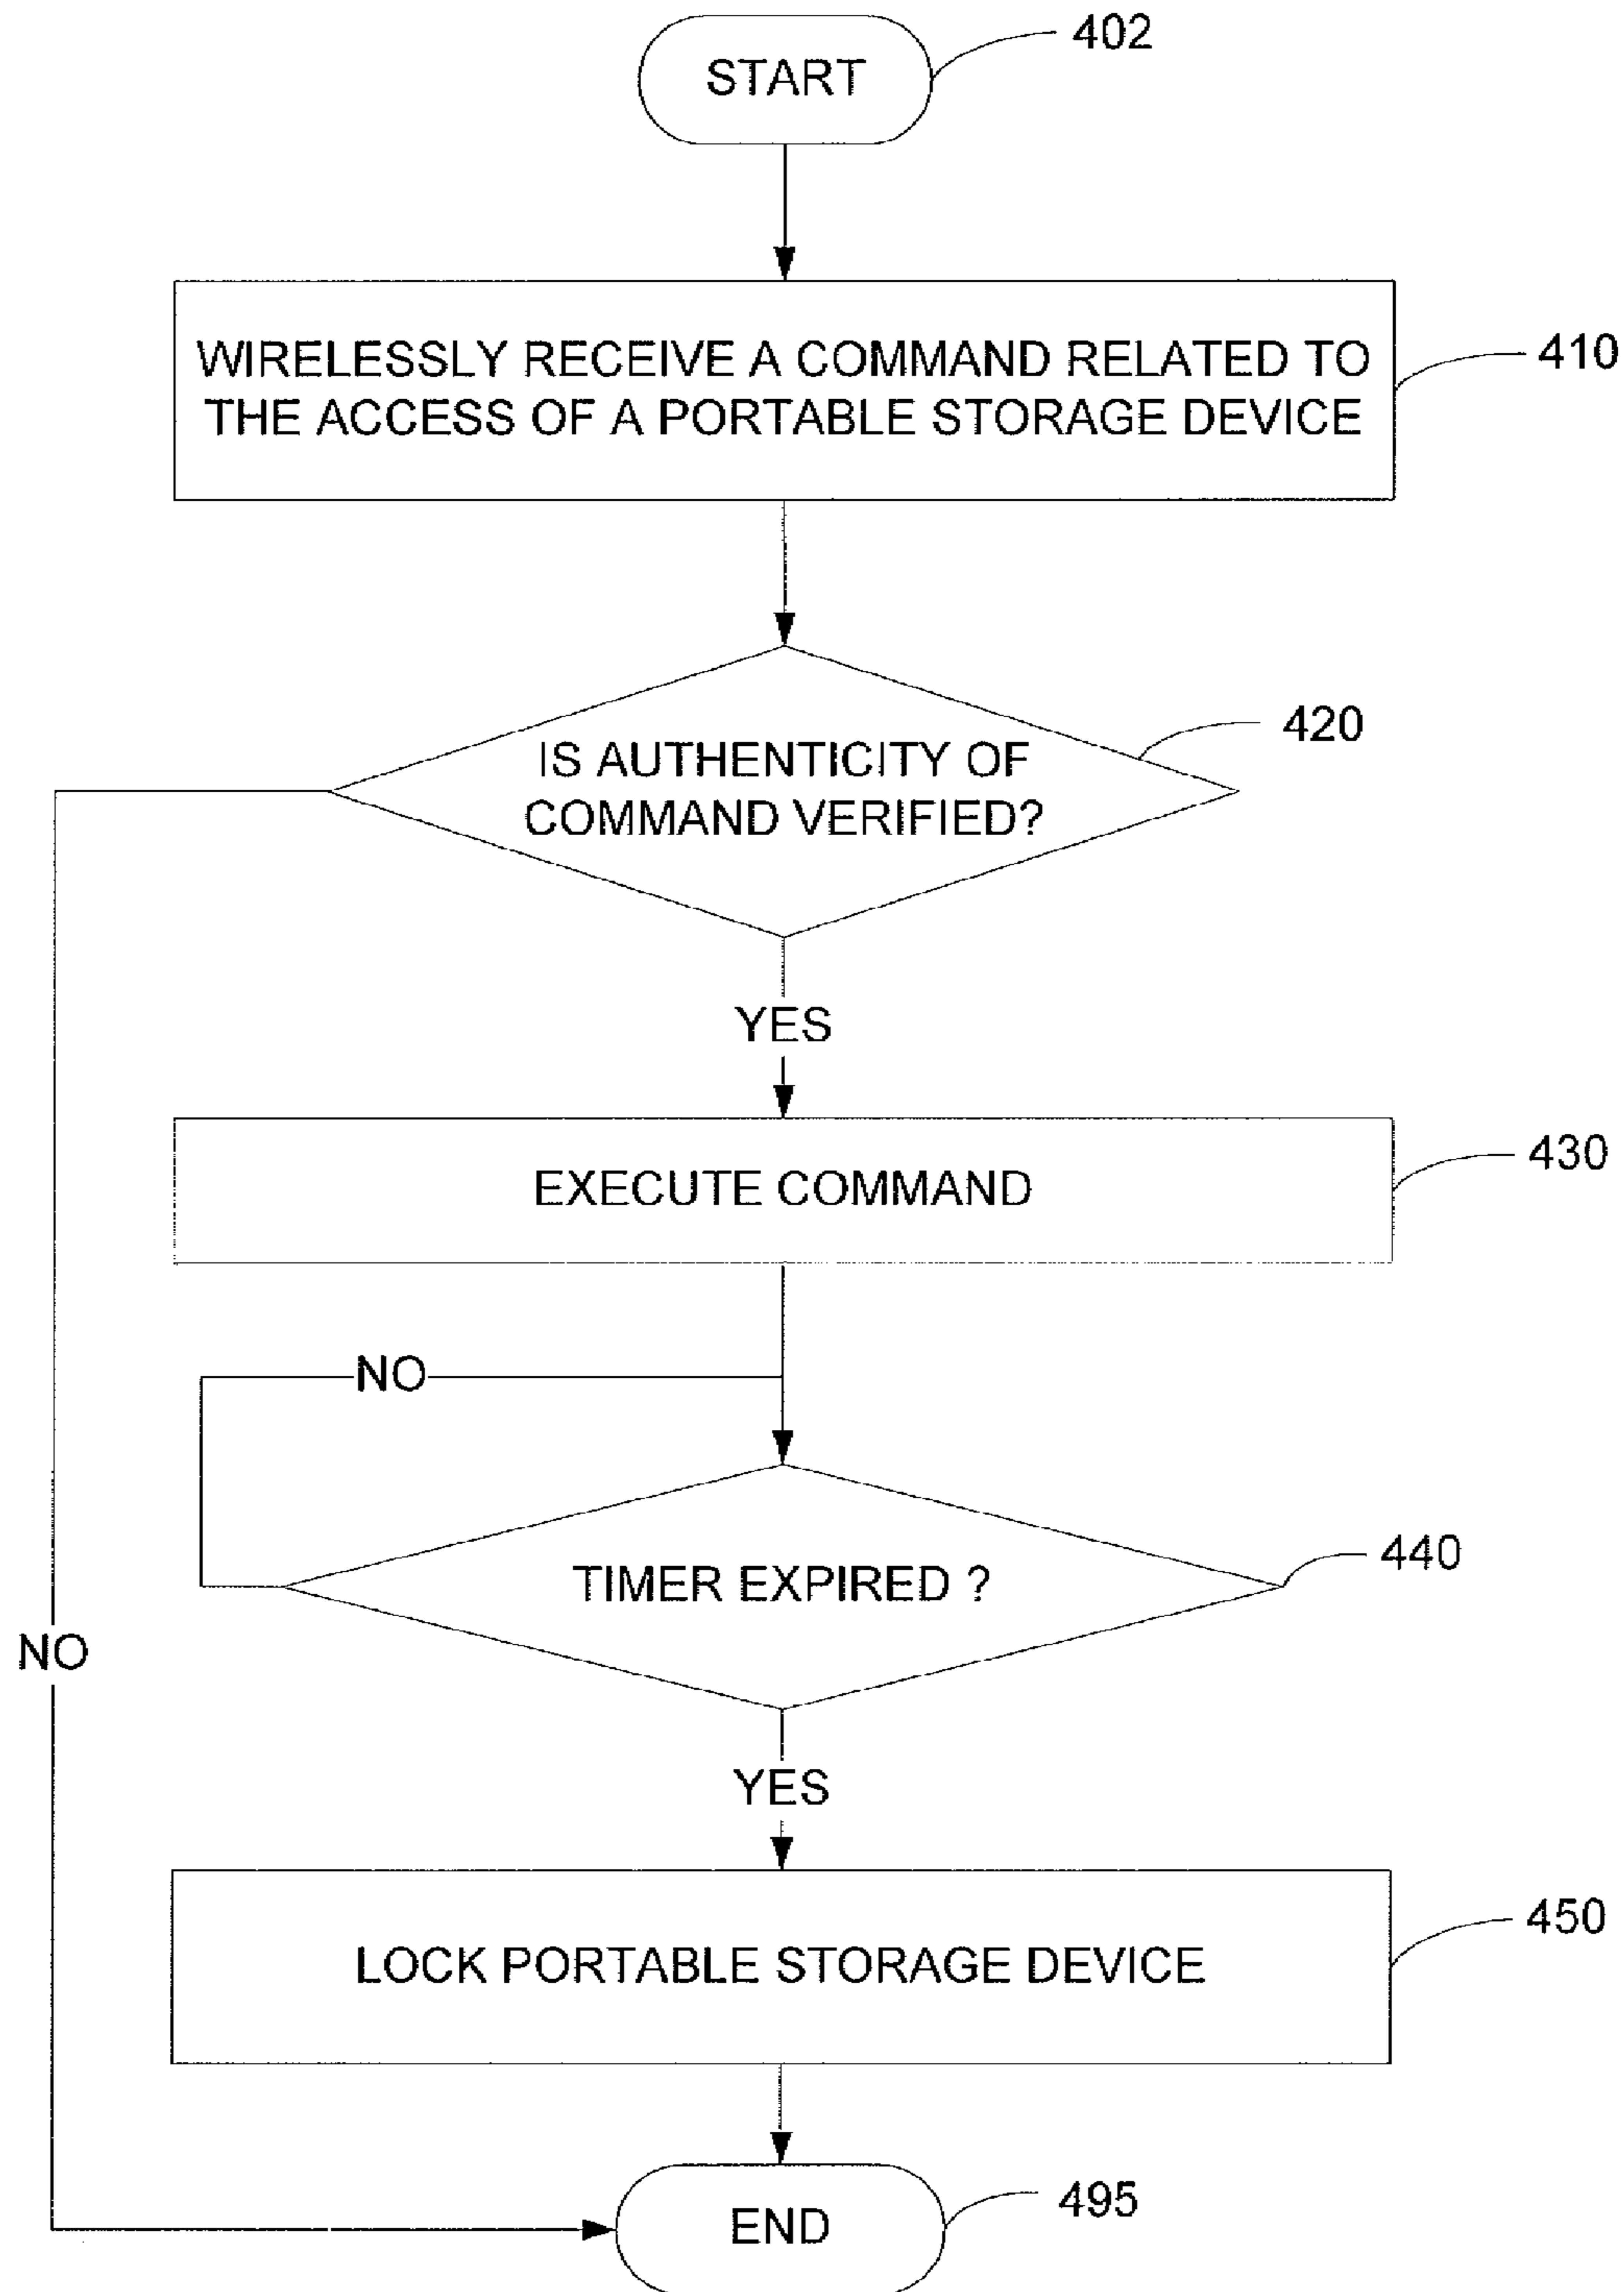 START
402
WIRELESSLY RECEIVE A COMMAND RELATED TO
THE ACCESS OF A PORTABLE STORAGE DEVICE
410
IS AUTHENTICITY OF
COMMAND VERIFIED?
420
YES
EXECUTE COMMAND
430
NO
TIMER EXPIRED ?
440
NO
YES
LOCK PORTABLE STORAGE DEVICE
450
END
495